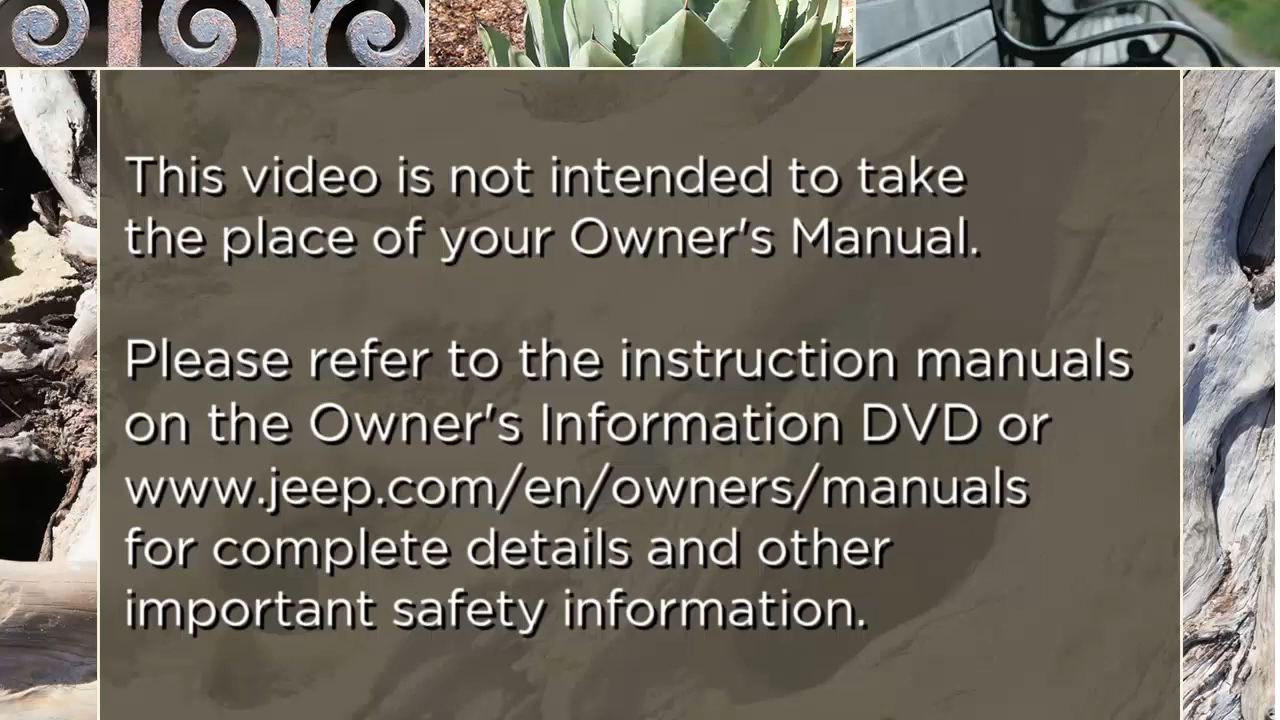 This video is not intended to take
the place of your Owner's Manual.
Please refer to the instruction manuals
on the Owner's Information DVD or
www.jeep.com/en/owners/manuals
for complete details and other
important safety information.